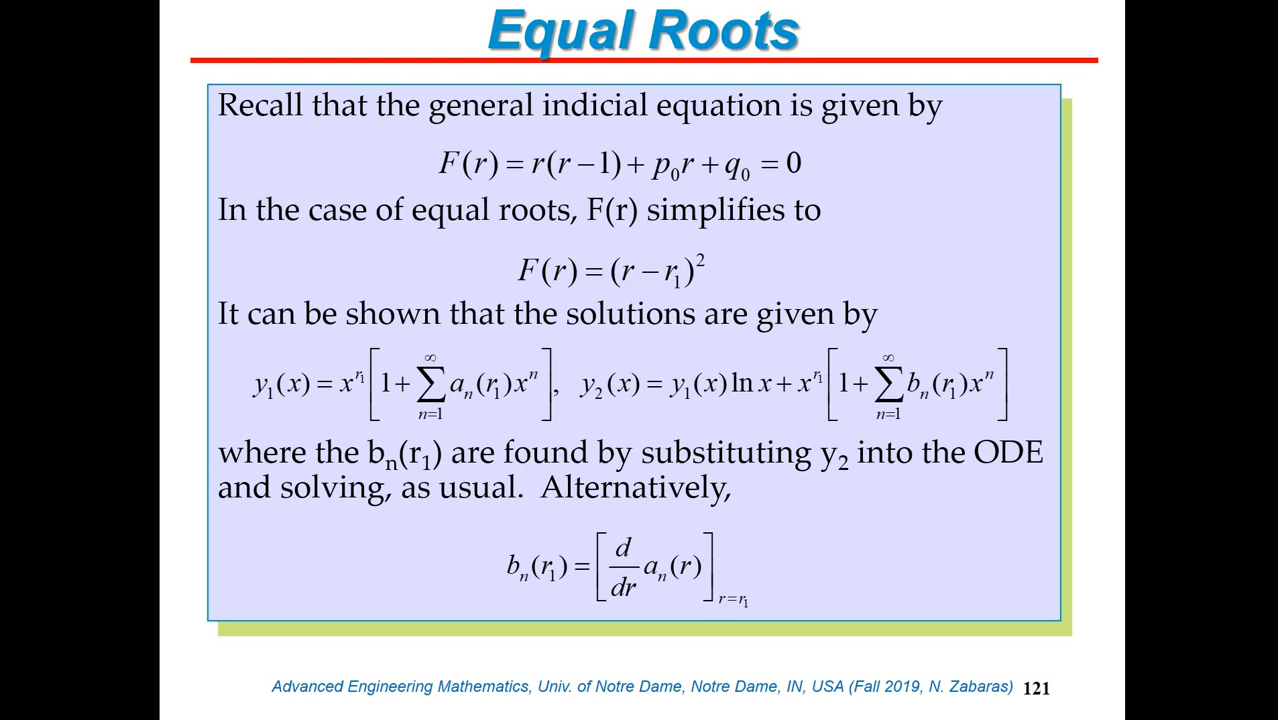 Equal Roots
Recall that the general indicial equation is given by
F(r) = r(r − 1) + p₀r + q₀ = 0
In the case of equal roots, F(r) simplifies to
F(r) = (r − r₁)²
It can be shown that the solutions are given by
y₁(x) = x^{r₁} [1 + ∑_{n=1}^{∞} aₙ(r₁)xⁿ], y₂(x) = y₁(x) ln x + x^{r₁} [1 + ∑_{n=1}^{∞} bₙ(r₁)xⁿ]
where the bₙ(r₁) are found by substituting y₂ into the ODE
and solving, as usual. Alternatively,
bₙ(r₁) = [d/dr aₙ(r)]_{r=r₁}
Advanced Engineering Mathematics, Univ. of Notre Dame, Notre Dame, IN, USA (Fall 2019, N. Zabaras) 121